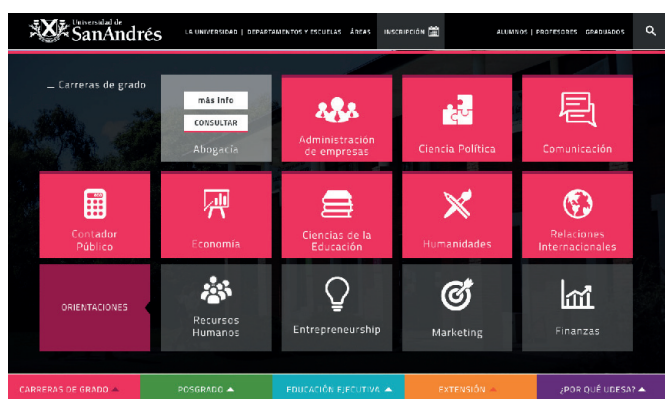 Universidad de
SanAndrés
LA UNIVERSIDAD | DEPARTAMENTOS Y ESCUELAS ÁREAS INSCRIPCIÓN ALUMNOS | PROFESORES GRADUADOS
Carreras de grado
más info
CONSULTAR
Abogacía
Administración
de empresas
Ciencia Política
Comunicación
Contador
Público
Economía
Ciencias de la
Educación
Humanidades
Relaciones
Internacionales
ORIENTACIONES
Recursos
Humanos
Entrepreneurship
Marketing
Finanzas
CARRERAS DE GRADO POSGRADO EDUCACIÓN EJECUTIVA EXTENSIÓN ¿POR QUÉ UDESA?